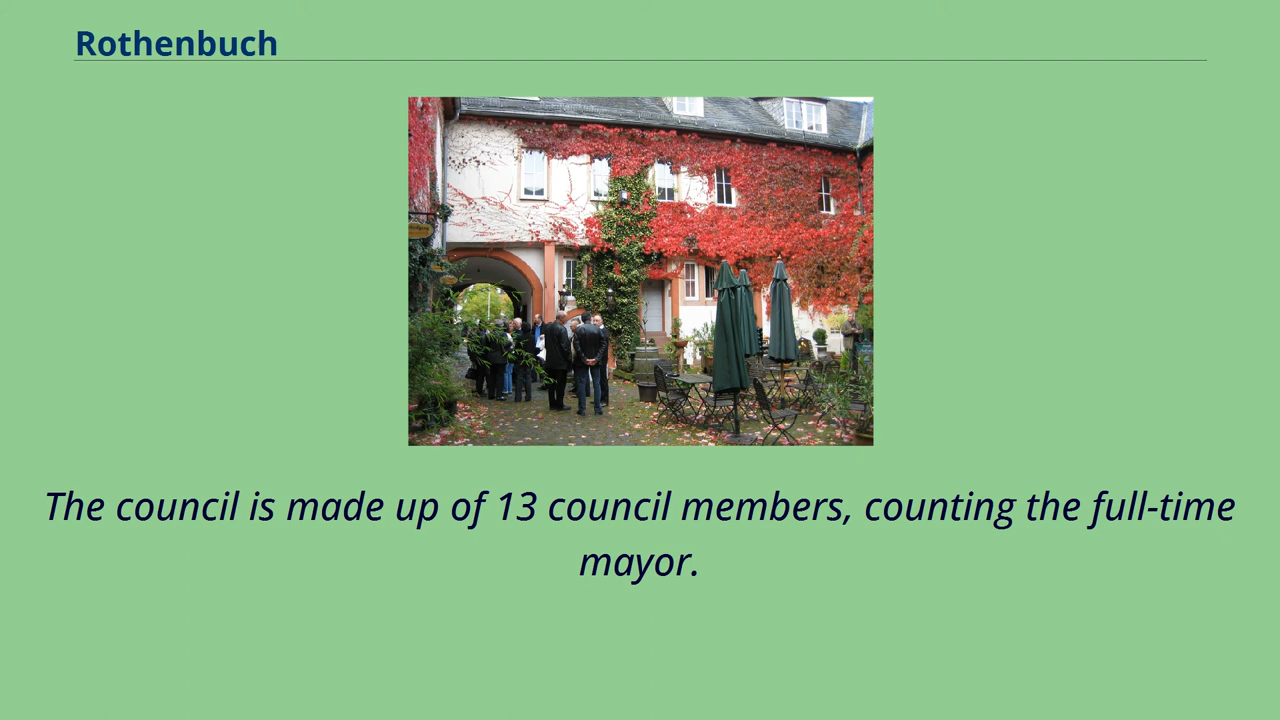 Rothenbuch
The council is made up of 13 council members, counting the full-time
mayor.